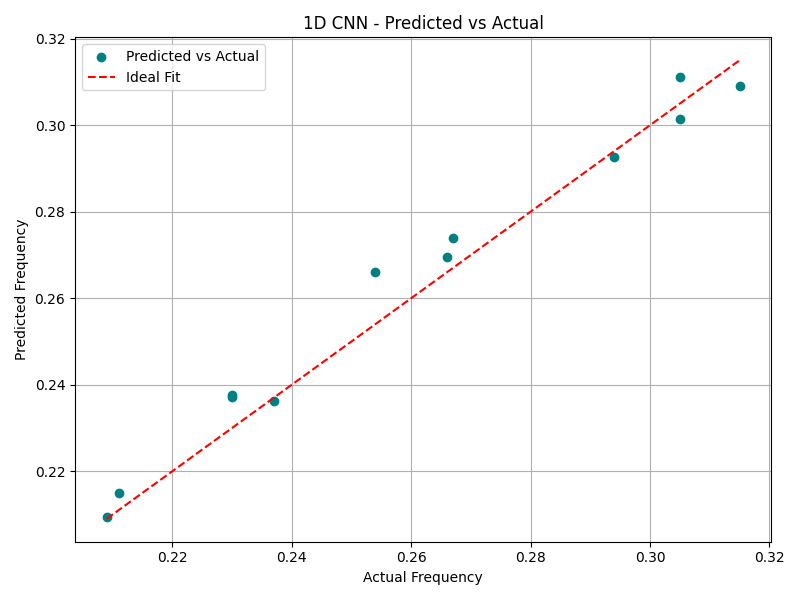 1D CNN - Predicted vs Actual
Predicted vs Actual
Ideal Fit
Predicted Frequency
0.32
0.30
0.28
0.26
0.24
0.22
0.22 0.24 0.26 0.28 0.30 0.32
Actual Frequency